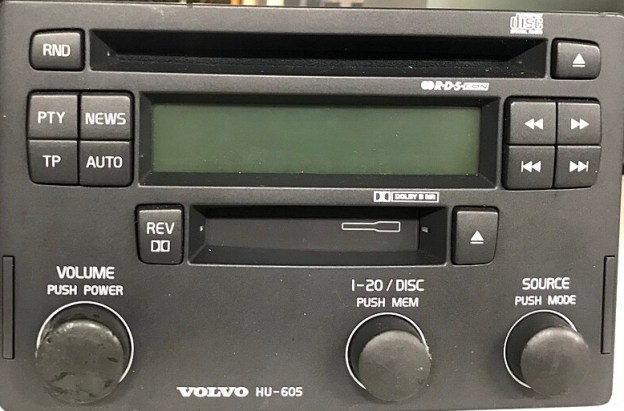 disc
RND
R·D·S EON
PTY NEWS
TP AUTO
DOLBY B NR
REV
VOLUME
PUSH POWER
1-20 / DISC
PUSH MEM
SOURCE
PUSH MODE
VOLVO HU-605